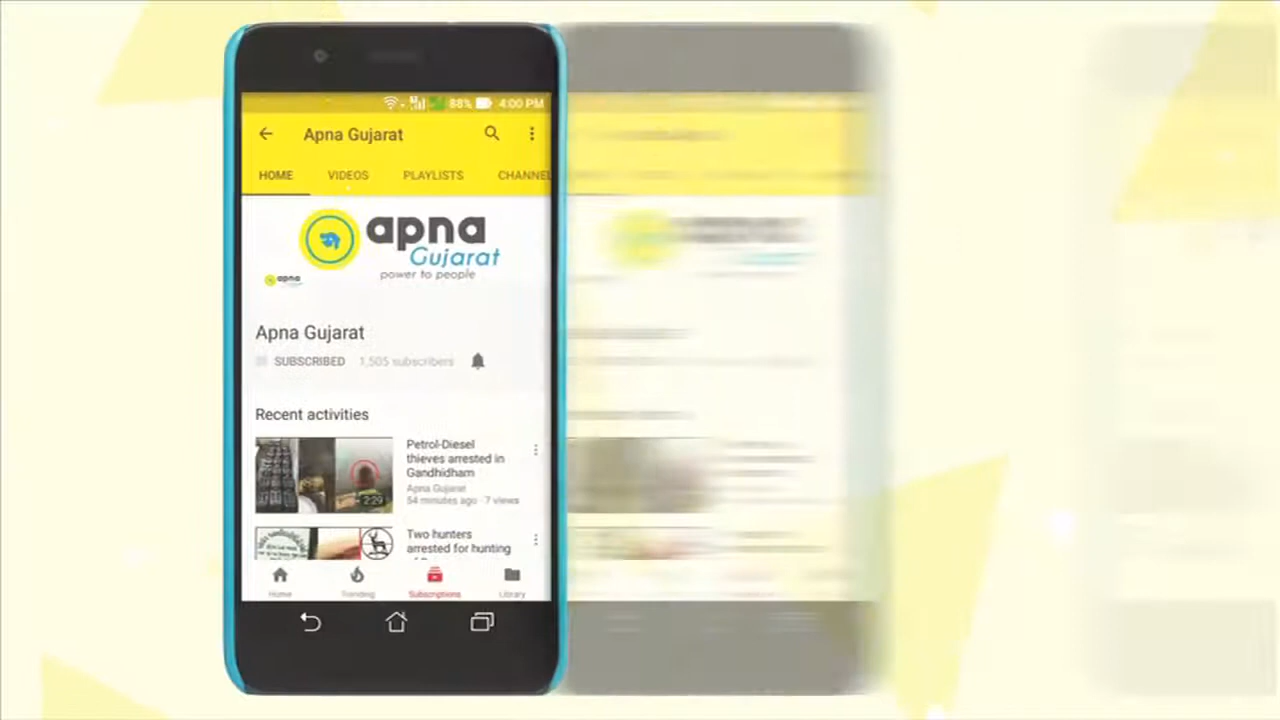 88% 4:00 PM
Apna Gujarat
HOME VIDEOS PLAYLISTS CHANNEL
apna
Gujarat
power to people
apna
Apna Gujarat
SUBSCRIBED 1,505 subscribers
Recent activities
Petrol-Diesel
thieves arrested in
Gandhidham
Apna Gujarat
54 minutes ago · 7 views
2:29
Two hunters
arrested for hunting
Home Trending Subscriptions Library